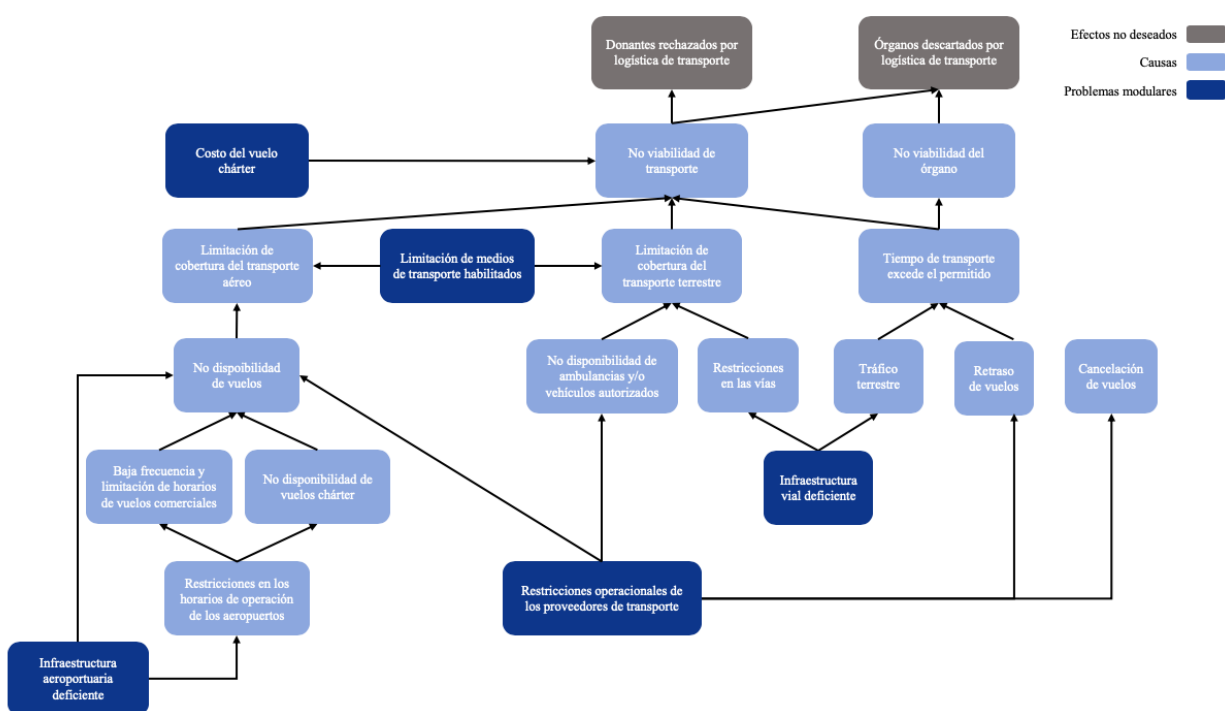 Donantes rechazados por
logística de transporte
Órganos descartados por
logística de transporte
Efectos no deseados
Causas
Problemas modulares
Costo del vuelo
chárter
No viabilidad de
transporte
No viabilidad del
órgano
Limitación de
cobertura del transporte
aéreo
Limitación de medios
de transporte habilitados
Limitación de
cobertura del
transporte terrestre
Tiempo de transporte
excede el permitido
No dispoibilidad
de vuelos
No disponibilidad de
ambulancias y/o
vehículos autorizados
Restricciones
en las vías
Tráfico
terrestre
Retraso
de vuelos
Cancelación
de vuelos
Baja frecuencia y
limitación de horarios
de vuelos comerciales
No disponibilidad de
vuelos chárter
Infraestructura
vial deficiente
Restricciones en los
horarios de operación
de los aeropuertos
Restricciones operacionales de
los proveedores de transporte
Infraestructura
aeroportuaria
deficiente